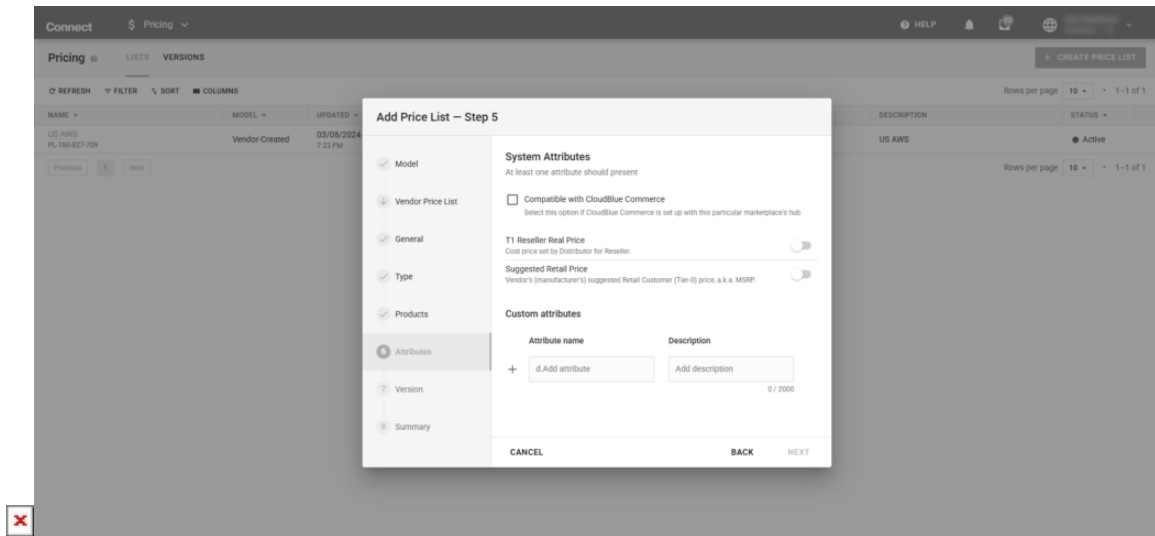 Connect
$ Pricing
HELP
Pricing
LISTS
VERSIONS
+ CREATE PRICE LIST
REFRESH
FILTER
SORT
COLUMNS
Rows per page 10 • 1–1 of 1
NAME
MODEL
UPDATED
DESCRIPTION
STATUS
US AWS
PL-180-827-709
Vendor-Created
03/08/2024
7:23 PM
US AWS
Active
Previous
1
Next
Rows per page 10 • 1–1 of 1
Add Price List — Step 5
Model
Vendor Price List
General
Type
Products
6 Attributes
7 Version
8 Summary
System Attributes
At least one attribute should present
Compatible with CloudBlue Commerce
Select this option if CloudBlue Commerce is set up with this particular marketplace's hub
T1 Reseller Real Price
Cost price set by Distributor for Reseller.
Suggested Retail Price
Vendor's (manufacturer's) suggested Retail Customer (Tier-0) price, a.k.a. MSRP.
Custom attributes
Attribute name
Description
+ d.Add attribute
Add description
0 / 2000
CANCEL
BACK
NEXT